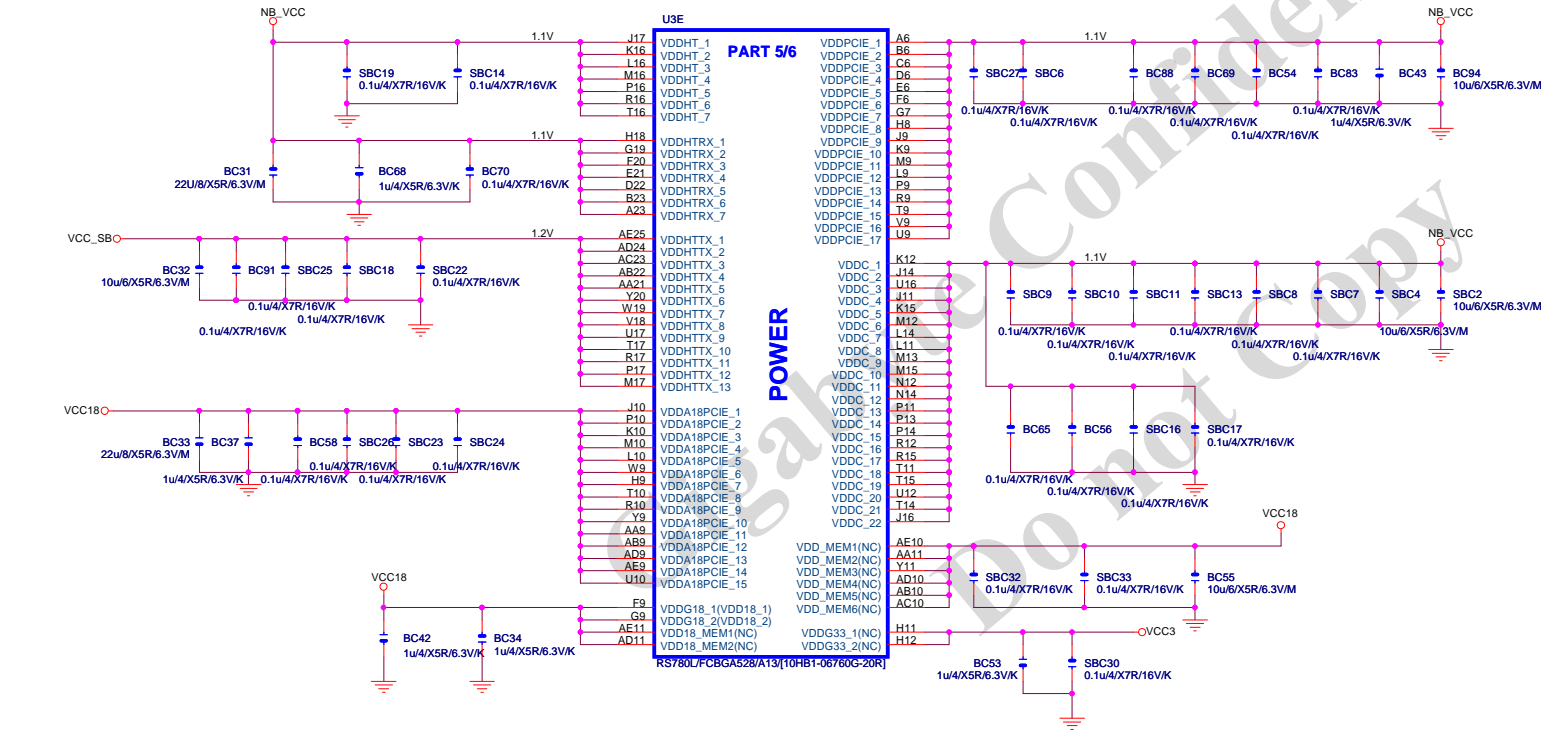 NB_VCC
1.1V
SBC19
0.1u/4/X7R/16V/K
SBC14
0.1u/4/X7R/16V/K
1.1V
BC31
22U/8/X5R/6.3V/M
BC68
1u/4/X5R/6.3V/K
BC70
0.1u/4/X7R/16V/K
VCC_SB
1.2V
BC32
10u/6/X5R/6.3V/M
BC91
SBC25
SBC18
SBC22
0.1u/4/X7R/16V/K
0.1u/4/X7R/16V/K
0.1u/4/X7R/16V/K
0.1u/4/X7R/16V/K
VCC18
BC33
22u/8/X5R/6.3V/M
BC37
BC58
SBC26
SBC23
SBC24
0.1u/4/X7R/16V/K
0.1u/4/X7R/16V/K
1u/4/X5R/6.3V/K
0.1u/4/X7R/16V/K
0.1u/4/X7R/16V/K
VCC18
BC42
1u/4/X5R/6.3V/K
BC34
1u/4/X5R/6.3V/K
U3E
PART 5/6
POWER
J17 VDDHT_1
K16 VDDHT_2
L16 VDDHT_3
M16 VDDHT_4
P16 VDDHT_5
R16 VDDHT_6
T16 VDDHT_7
H18 VDDHTRX_1
G19 VDDHTRX_2
F20 VDDHTRX_3
E21 VDDHTRX_4
D22 VDDHTRX_5
B23 VDDHTRX_6
A23 VDDHTRX_7
AE25 VDDHTTX_1
AD24 VDDHTTX_2
AC23 VDDHTTX_3
AB22 VDDHTTX_4
AA21 VDDHTTX_5
Y20 VDDHTTX_6
W19 VDDHTTX_7
V18 VDDHTTX_8
U17 VDDHTTX_9
T17 VDDHTTX_10
R17 VDDHTTX_11
P17 VDDHTTX_12
M17 VDDHTTX_13
J10 VDDA18PCIE_1
P10 VDDA18PCIE_2
K10 VDDA18PCIE_3
M10 VDDA18PCIE_4
L10 VDDA18PCIE_5
W9 VDDA18PCIE_6
H9 VDDA18PCIE_7
T10 VDDA18PCIE_8
R10 VDDA18PCIE_9
Y9 VDDA18PCIE_10
AA9 VDDA18PCIE_11
AB9 VDDA18PCIE_12
AD9 VDDA18PCIE_13
AE9 VDDA18PCIE_14
U10 VDDA18PCIE_15
F9 VDDG18_1(VDD18_1)
G9 VDDG18_2(VDD18_2)
AE11 VDD18_MEM1(NC)
AD11 VDD18_MEM2(NC)
VDDPCIE_1 A6
VDDPCIE_2 B6
VDDPCIE_3 C6
VDDPCIE_4 D6
VDDPCIE_5 E6
VDDPCIE_6 F6
VDDPCIE_7 G7
VDDPCIE_8 H8
VDDPCIE_9 J9
VDDPCIE_10 K9
VDDPCIE_11 M9
VDDPCIE_12 L9
VDDPCIE_13 P9
VDDPCIE_14 R9
VDDPCIE_15 T9
VDDPCIE_16 V9
VDDPCIE_17 U9
VDDC_1 K12
VDDC_2 J14
VDDC_3 U16
VDDC_4 J11
VDDC_5 K15
VDDC_6 M12
VDDC_7 L14
VDDC_8 L11
VDDC_9 M13
VDDC_10 M15
VDDC_11 N12
VDDC_12 N14
VDDC_13 P11
VDDC_14 P13
VDDC_15 P14
VDDC_16 R12
VDDC_17 R15
VDDC_18 T11
VDDC_19 T15
VDDC_20 U12
VDDC_21 T14
VDDC_22 J16
VDD_MEM1(NC) AE10
VDD_MEM2(NC) AA11
VDD_MEM3(NC) Y11
VDD_MEM4(NC) AD10
VDD_MEM5(NC) AB10
VDD_MEM6(NC) AC10
VDDG33_1(NC) H11
VDDG33_2(NC) H12
RS780L/FCBGA528/A13/[10HB1-06760G-20R]
NB_VCC
1.1V
SBC27
SBC6
BC88
BC69
BC54
BC83
BC43
BC94
10u/6/X5R/6.3V/M
0.1u/4/X7R/16V/K
0.1u/4/X7R/16V/K
0.1u/4/X7R/16V/K
0.1u/4/X7R/16V/K
0.1u/4/X7R/16V/K
0.1u/4/X7R/16V/K
1u/4/X5R/6.3V/K
NB_VCC
1.1V
SBC9
SBC10
SBC11
SBC13
SBC8
SBC7
SBC4
SBC2
10u/6/X5R/6.3V/M
0.1u/4/X7R/16V/K
0.1u/4/X7R/16V/K
0.1u/4/X7R/16V/K
0.1u/4/X7R/16V/K
0.1u/4/X7R/16V/K
0.1u/4/X7R/16V/K
10u/6/X5R/6.3V/M
BC65
BC56
SBC16
SBC17
0.1u/4/X7R/16V/K
0.1u/4/X7R/16V/K
0.1u/4/X7R/16V/K
0.1u/4/X7R/16V/K
VCC18
SBC32
0.1u/4/X7R/16V/K
SBC33
0.1u/4/X7R/16V/K
BC55
10u/6/X5R/6.3V/M
VCC3
BC53
1u/4/X5R/6.3V/K
SBC30
0.1u/4/X7R/16V/K
Gigabyte Confiden
Do not Copy